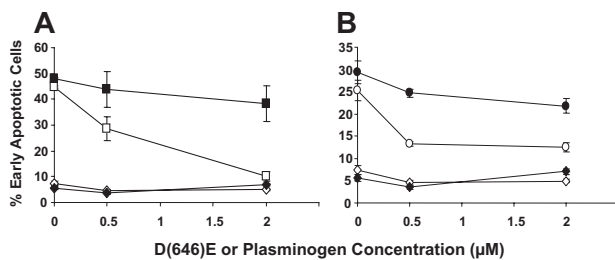 A
B
% Early Apoptotic Cells
60
50
40
30
20
10
0
0 0.5 1 1.5 2
35
30
25
20
15
10
5
0
0 0.5 1 1.5 2
D(646)E or Plasminogen Concentration (µM)